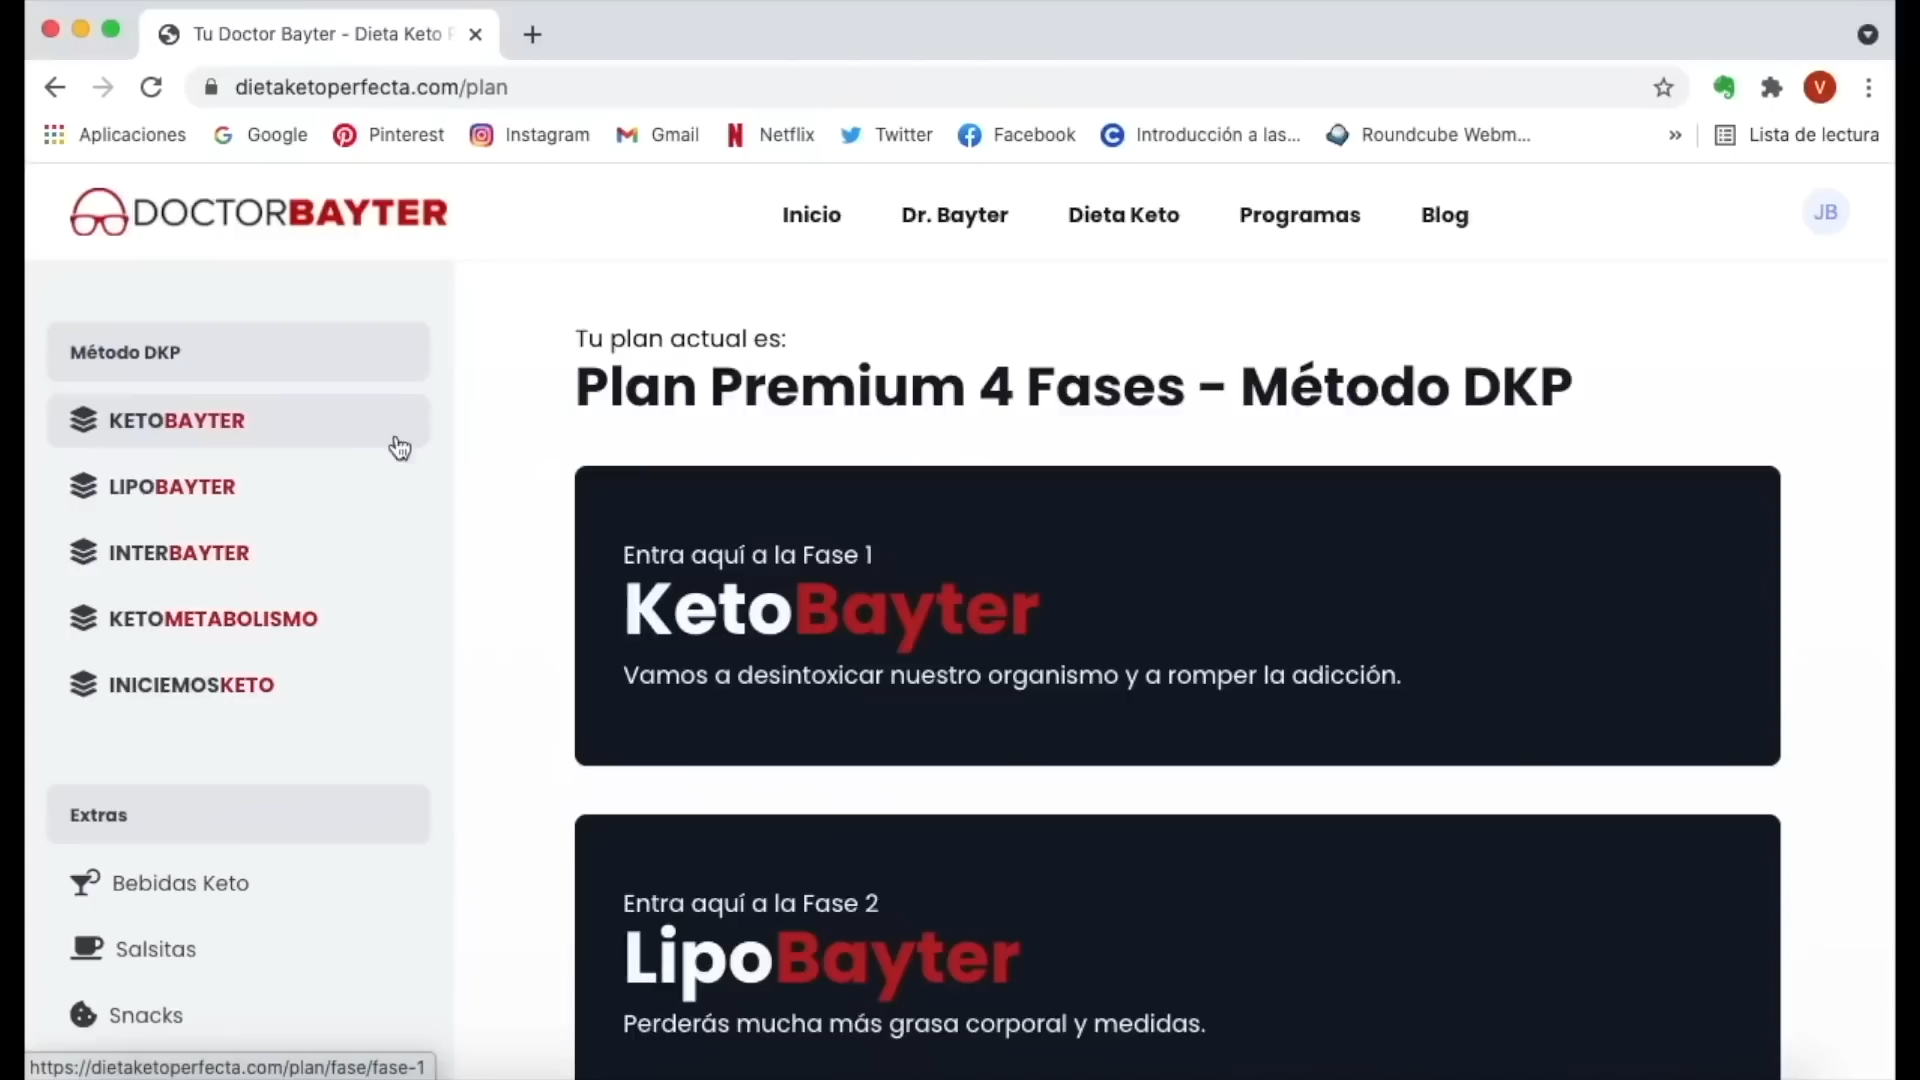 Tu Doctor Bayter - Dieta Keto
dietaketoperfecta.com/plan
V
Aplicaciones
Google
Pinterest
Instagram
Gmail
Netflix
Twitter
Facebook
Introducción a las...
Roundcube Webm...
»
Lista de lectura
DOCTORBAYTER
Inicio
Dr. Bayter
Dieta Keto
Programas
Blog
JB
Método DKP
KETOBAYTER
LIPOBAYTER
INTERBAYTER
KETOMETABOLISMO
INICIEMOSKETO
Extras
Bebidas Keto
Salsitas
Snacks
https://dietaketoperfecta.com/plan/fase/fase-1
Tu plan actual es:
Plan Premium 4 Fases - Método DKP
Entra aquí a la Fase 1
KetoBayter
Vamos a desintoxicar nuestro organismo y a romper la adicción.
Entra aquí a la Fase 2
LipoBayter
Perderás mucha más grasa corporal y medidas.